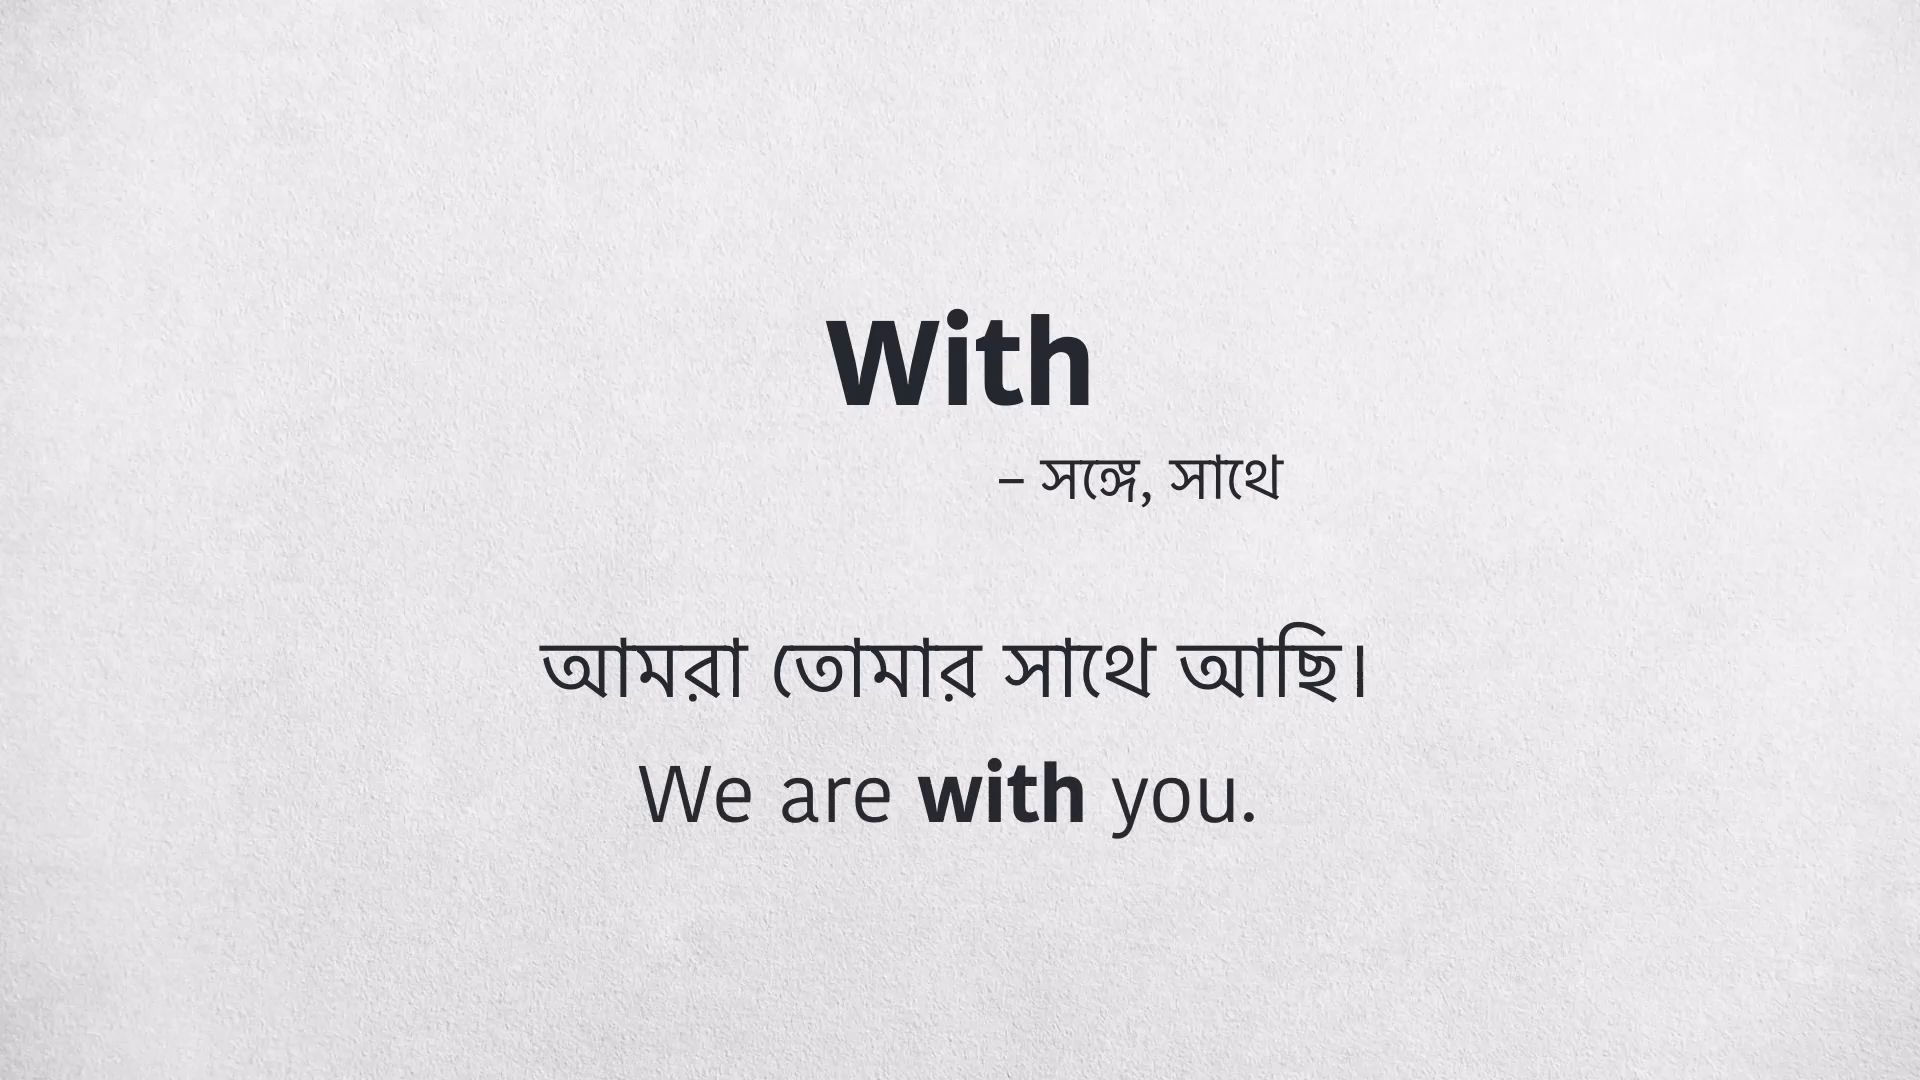 With
– সঙ্গে, সাথে
আমরা তোমার সাথে আছি।
We are with you.